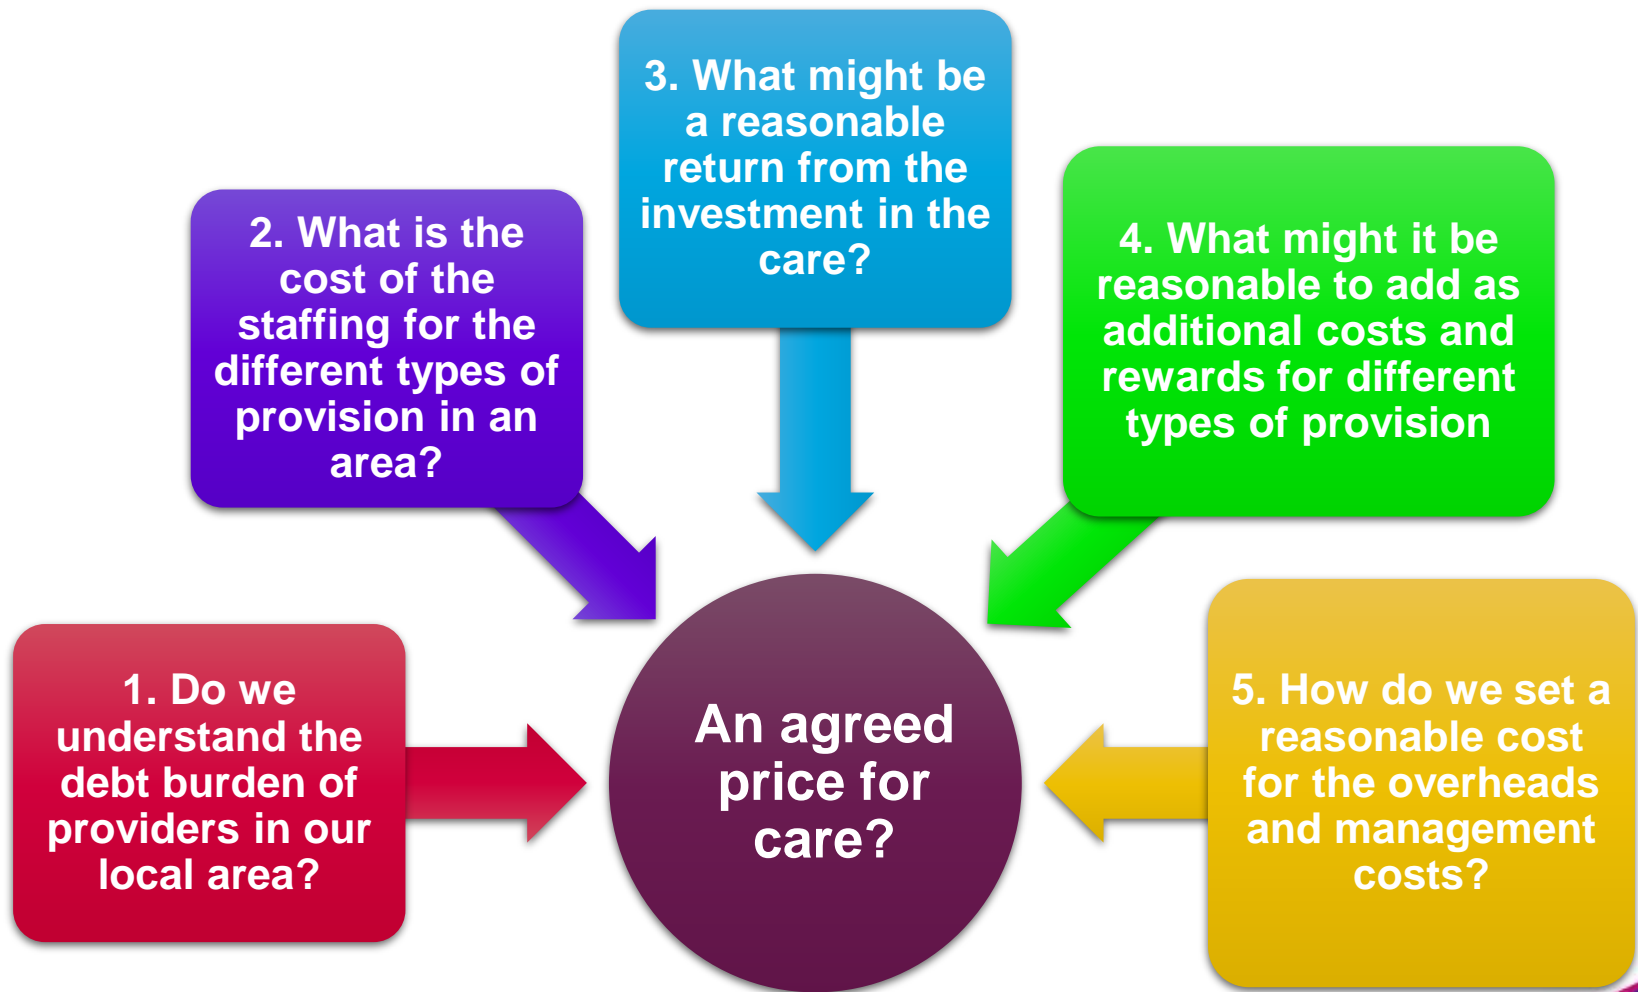 1. Do we
understand the
debt burden of
providers in our
local area?
2. What is the
cost of the
staffing for the
different types of
provision in an
area?
3. What might be
a reasonable
return from the
investment in the
care?
4. What might it be
reasonable to add as
additional costs and
rewards for different
types of provision
5. How do we set a
reasonable cost
for the overheads
and management
costs?
An agreed
price for
care?